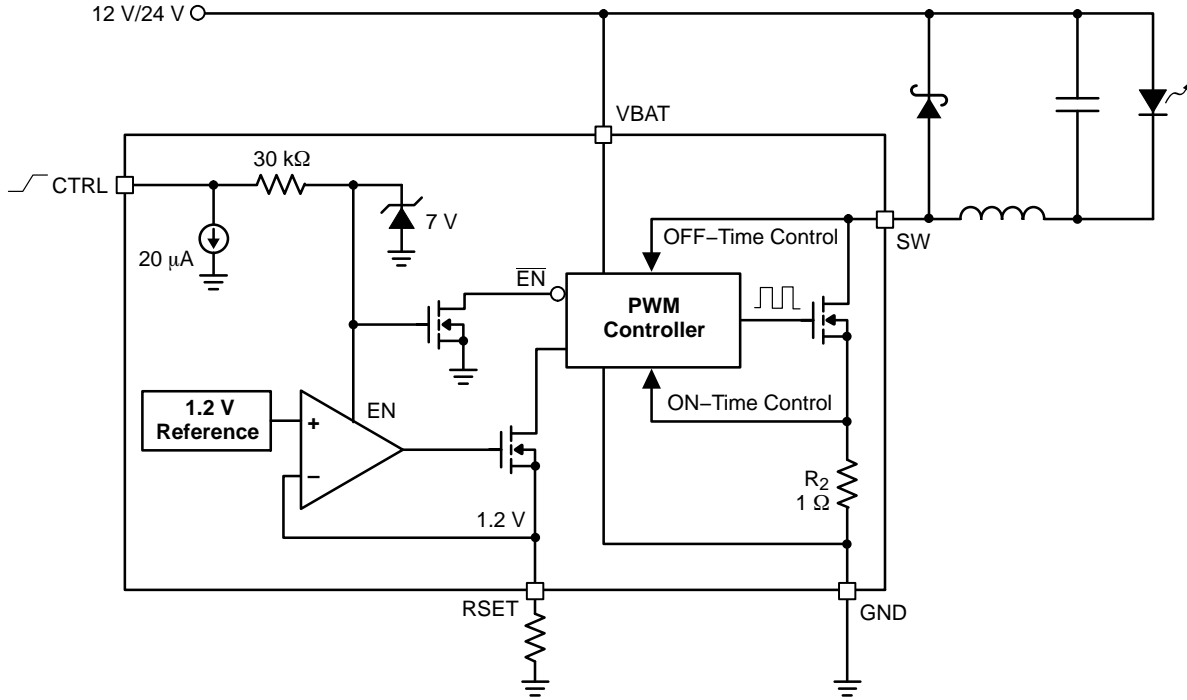 12 V/24 V
VBAT
30 kΩ
CTRL
7 V
20 μA
OFF–Time Control
SW
E̅N̅
PWM
Controller
1.2 V
Reference
+
EN
–
ON–Time Control
R2
1 Ω
1.2 V
RSET
GND